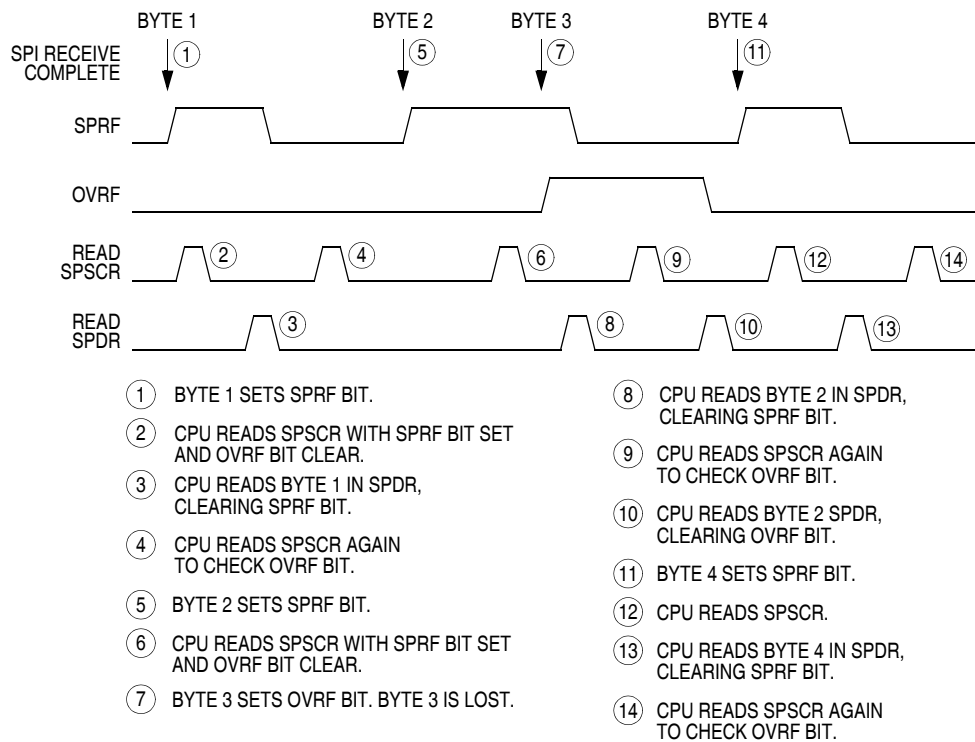 BYTE 1
BYTE 2
BYTE 3
BYTE 4
SPI RECEIVE
COMPLETE
1
5
7
11
SPRF
OVRF
READ
SPSCR
2
4
6
9
12
14
READ
SPDR
3
8
10
13
1 BYTE 1 SETS SPRF BIT.
2 CPU READS SPSCR WITH SPRF BIT SET
AND OVRF BIT CLEAR.
3 CPU READS BYTE 1 IN SPDR,
CLEARING SPRF BIT.
4 CPU READS SPSCR AGAIN
TO CHECK OVRF BIT.
5 BYTE 2 SETS SPRF BIT.
6 CPU READS SPSCR WITH SPRF BIT SET
AND OVRF BIT CLEAR.
7 BYTE 3 SETS OVRF BIT. BYTE 3 IS LOST.
8 CPU READS BYTE 2 IN SPDR,
CLEARING SPRF BIT.
9 CPU READS SPSCR AGAIN
TO CHECK OVRF BIT.
10 CPU READS BYTE 2 SPDR,
CLEARING OVRF BIT.
11 BYTE 4 SETS SPRF BIT.
12 CPU READS SPSCR.
13 CPU READS BYTE 4 IN SPDR,
CLEARING SPRF BIT.
14 CPU READS SPSCR AGAIN
TO CHECK OVRF BIT.